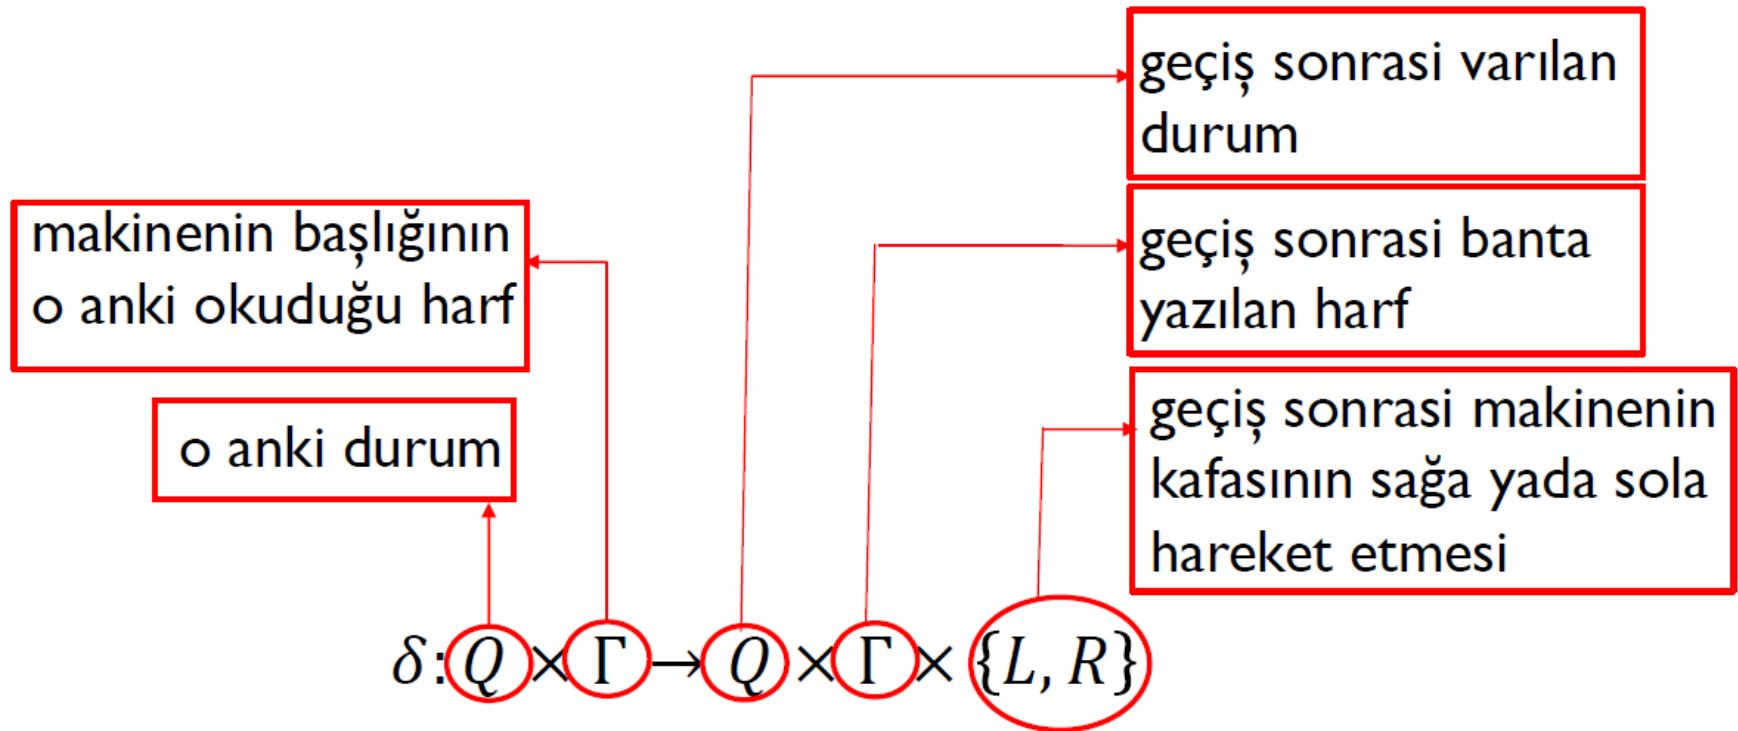 geçiş sonrasi varılan
durum
makinenin başlığının
o anki okuduğu harf
geçiş sonrasi banta
yazılan harf
o anki durum
geçiş sonrasi makinenin
kafasının sağa yada sola
hareket etmesi
δ: Q × Γ → Q × Γ × {L, R}